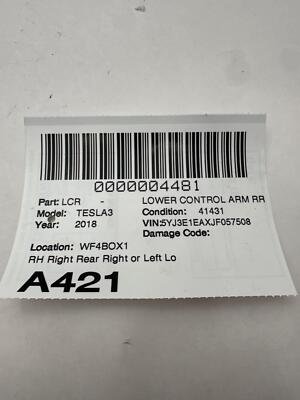 0000004481
Part: LCR - LOWER CONTROL ARM RR
Model: TESLA3 Condition: 41431
Year: 2018 VIN:5YJ3E1EAXJF057508
Damage Code:
Location: WF4BOX1
RH Right Rear Right or Left Lo
A421